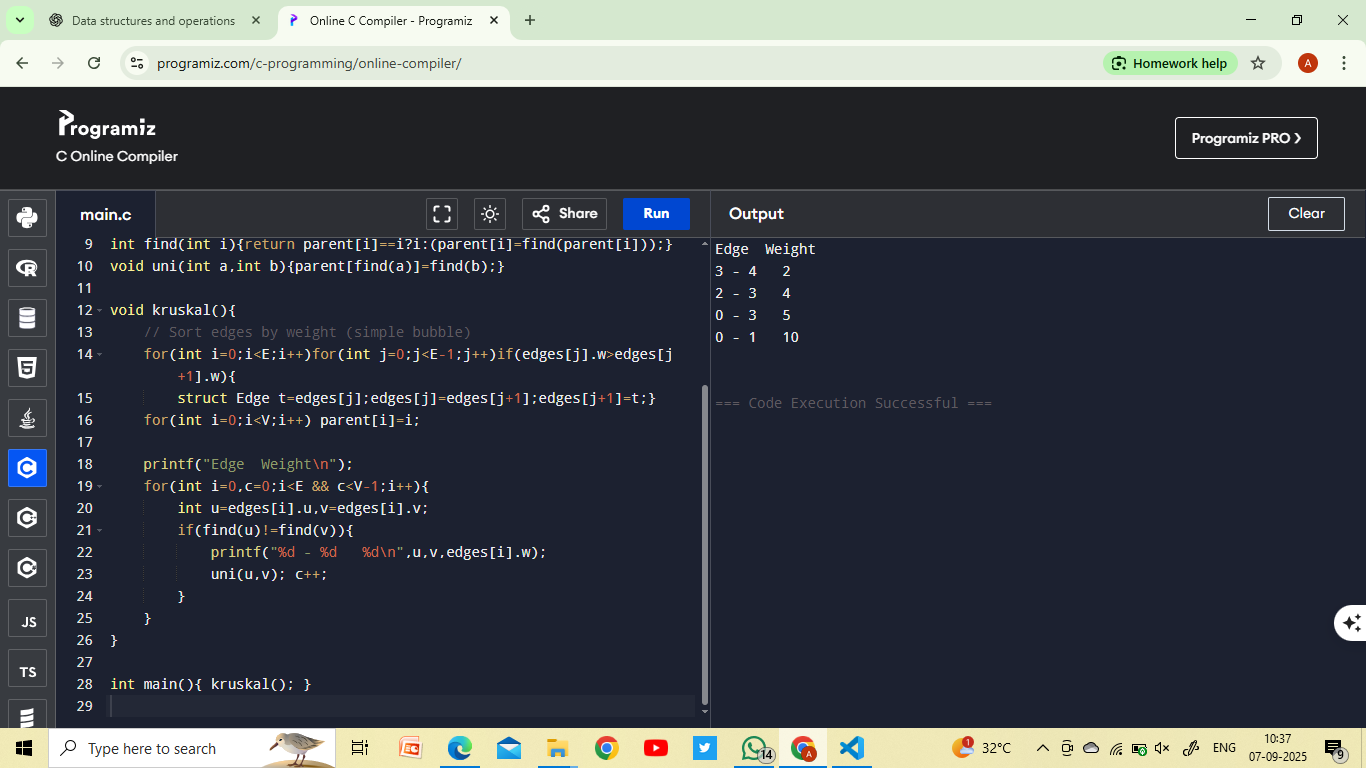 Data structures and operations
Online C Compiler - Programiz
programiz.com/c-programming/online-compiler/
Homework help
A
Programiz
C Online Compiler
Programiz PRO
main.c
Share
Run
Output
Clear
9 int find(int i){return parent[i]==i?i:(parent[i]=find(parent[i]));}
10 void uni(int a,int b){parent[find(a)]=find(b);}
11
12 void kruskal(){
13 // Sort edges by weight (simple bubble)
14 for(int i=0;i<E;i++)for(int j=0;j<E-1;j++)if(edges[j].w>edges[j
+1].w){
15 struct Edge t=edges[j];edges[j]=edges[j+1];edges[j+1]=t;}
16 for(int i=0;i<V;i++) parent[i]=i;
17
18 printf("Edge  Weight\n");
19 for(int i=0,c=0;i<E && c<V-1;i++){
20 int u=edges[i].u,v=edges[i].v;
21 if(find(u)!=find(v)){
22 printf("%d - %d   %d\n",u,v,edges[i].w);
23 uni(u,v); c++;
24 }
25 }
26 }
27
28 int main(){ kruskal(); }
29
Edge  Weight
3 - 4   2
2 - 3   4
0 - 3   5
0 - 1   10
=== Code Execution Successful ===
JS
TS
Type here to search
14
A
1
32°C
ENG
10:37
07-09-2025
9